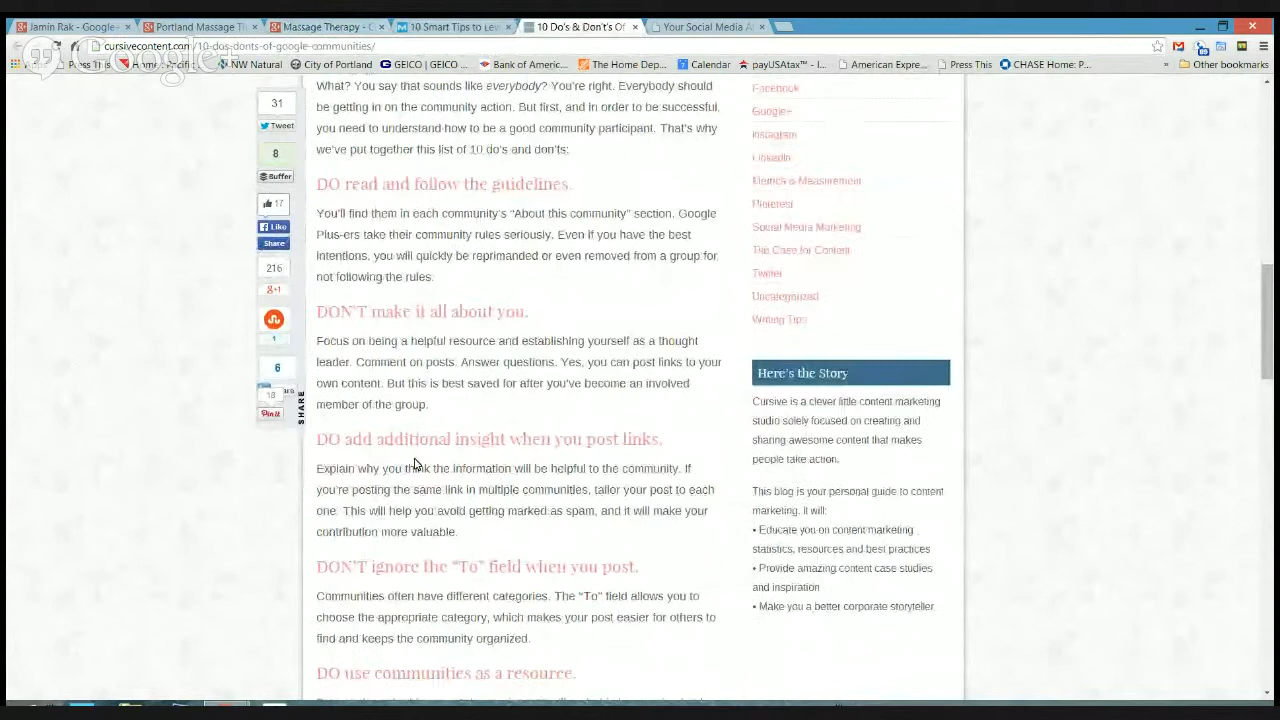 Jamin Rak - Google+
Portland Massage Th
Massage Therapy - C
10 Smart Tips to Lev
10 Do's & Don't's Of
Your Social Media A
cursivecontent.com/10-dos-donts-of-google-communities/
Google+
Press This
NW Natural
City of Portland
GEICO | GEICO ...
Bank of Americ...
The Home Dep...
Calendar
payUSAtax™ - I...
American Expre...
Press This
CHASE Home: P...
Other bookmarks
What? You say that sounds like everybody? You're right. Everybody should
be getting in on the community action. But first, and in order to be successful,
you need to understand how to be a good community participant. That's why
we've put together this list of 10 do's and don'ts:
DO read and follow the guidelines.
You'll find them in each community's "About this community" section. Google
Plus-ers take their community rules seriously. Even if you have the best
intentions, you will quickly be reprimanded or even removed from a group for
not following the rules.
DON'T make it all about you.
Focus on being a helpful resource and establishing yourself as a thought
leader. Comment on posts. Answer questions. Yes, you can post links to your
own content. But this is best saved for after you've become an involved
member of the group.
DO add additional insight when you post links.
Explain why you think the information will be helpful to the community. If
you're posting the same link in multiple communities, tailor your post to each
one. This will help you avoid getting marked as spam, and it will make your
contribution more valuable.
DON'T ignore the "To" field when you post.
Communities often have different categories. The "To" field allows you to
choose the appropriate category, which makes your post easier for others to
find and keeps the community organized.
DO use communities as a resource.
31
Tweet
8
Buffer
17
Like
Share
216
+1
1
6
18
Pin it
SHARE
Facebook
Google+
Instagram
LinkedIn
Metrics & Measurement
Pinterest
Social Media Marketing
The Case for Content
Twitter
Uncategorized
Writing Tips
Here's the Story
Cursive is a clever little content marketing
studio solely focused on creating and
sharing awesome content that makes
people take action.
This blog is your personal guide to content
marketing. It will:
• Educate you on content marketing
statistics, resources and best practices
• Provide amazing content case studies
and inspiration
• Make you a better corporate storyteller